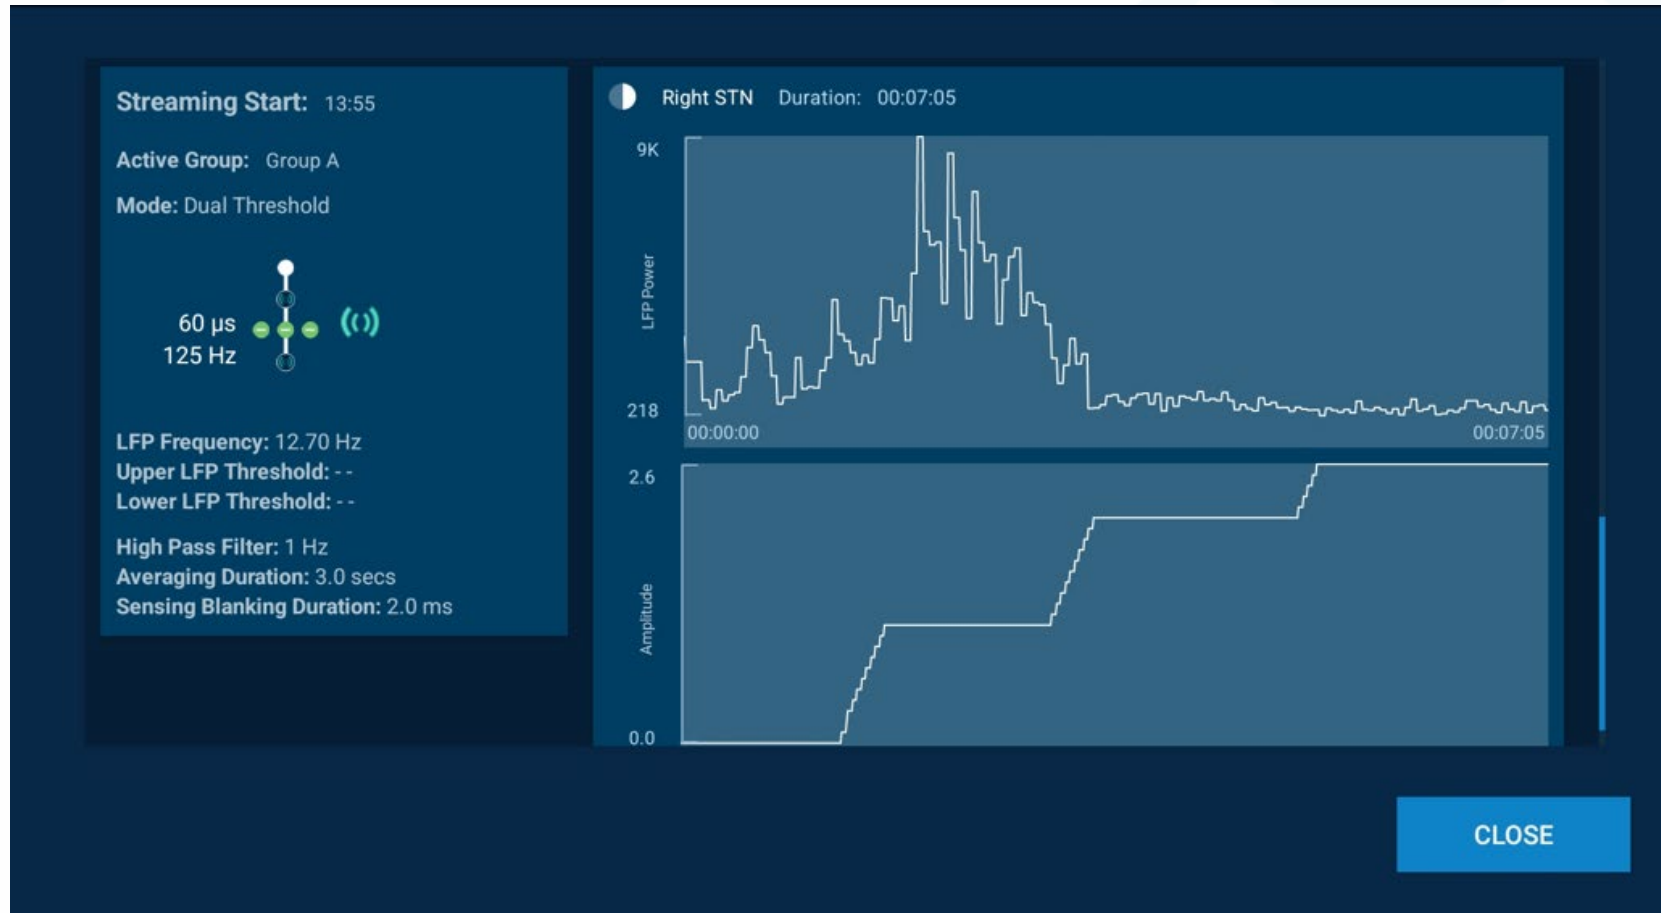 Streaming Start: 13:55
Active Group: Group A
Mode: Dual Threshold
60 µs
125 Hz
LFP Frequency: 12.70 Hz
Upper LFP Threshold: - -
Lower LFP Threshold: - -
High Pass Filter: 1 Hz
Averaging Duration: 3.0 secs
Sensing Blanking Duration: 2.0 ms
Right STN Duration: 00:07:05
9K
LFP Power
218
00:00:00 00:07:05
2.6
Amplitude
0.0
CLOSE